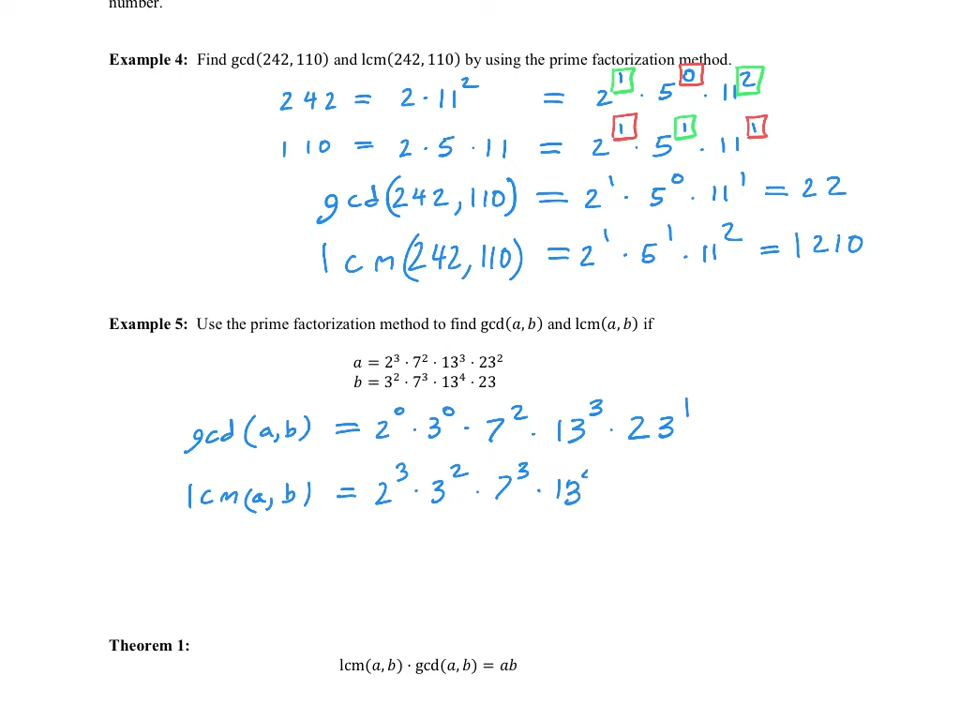 number.
Example 4: Find gcd(242, 110) and lcm(242, 110) by using the prime factorization method.
242 = 2 · 11² = 2¹ · 5⁰ · 11²
110 = 2 · 5 · 11 = 2¹ · 5¹ · 11¹
gcd(242, 110) = 2¹ · 5⁰ · 11¹ = 22
lcm(242, 110) = 2¹ · 5¹ · 11² = 1210
Example 5: Use the prime factorization method to find gcd(a, b) and lcm(a, b) if
a = 2³ · 7² · 13³ · 23²
b = 3² · 7³ · 13⁴ · 23
gcd(a, b) = 2⁰ · 3⁰ · 7² · 13³ · 23¹
lcm(a, b) = 2³ · 3² · 7³ · 13
Theorem 1:
lcm(a, b) · gcd(a, b) = ab